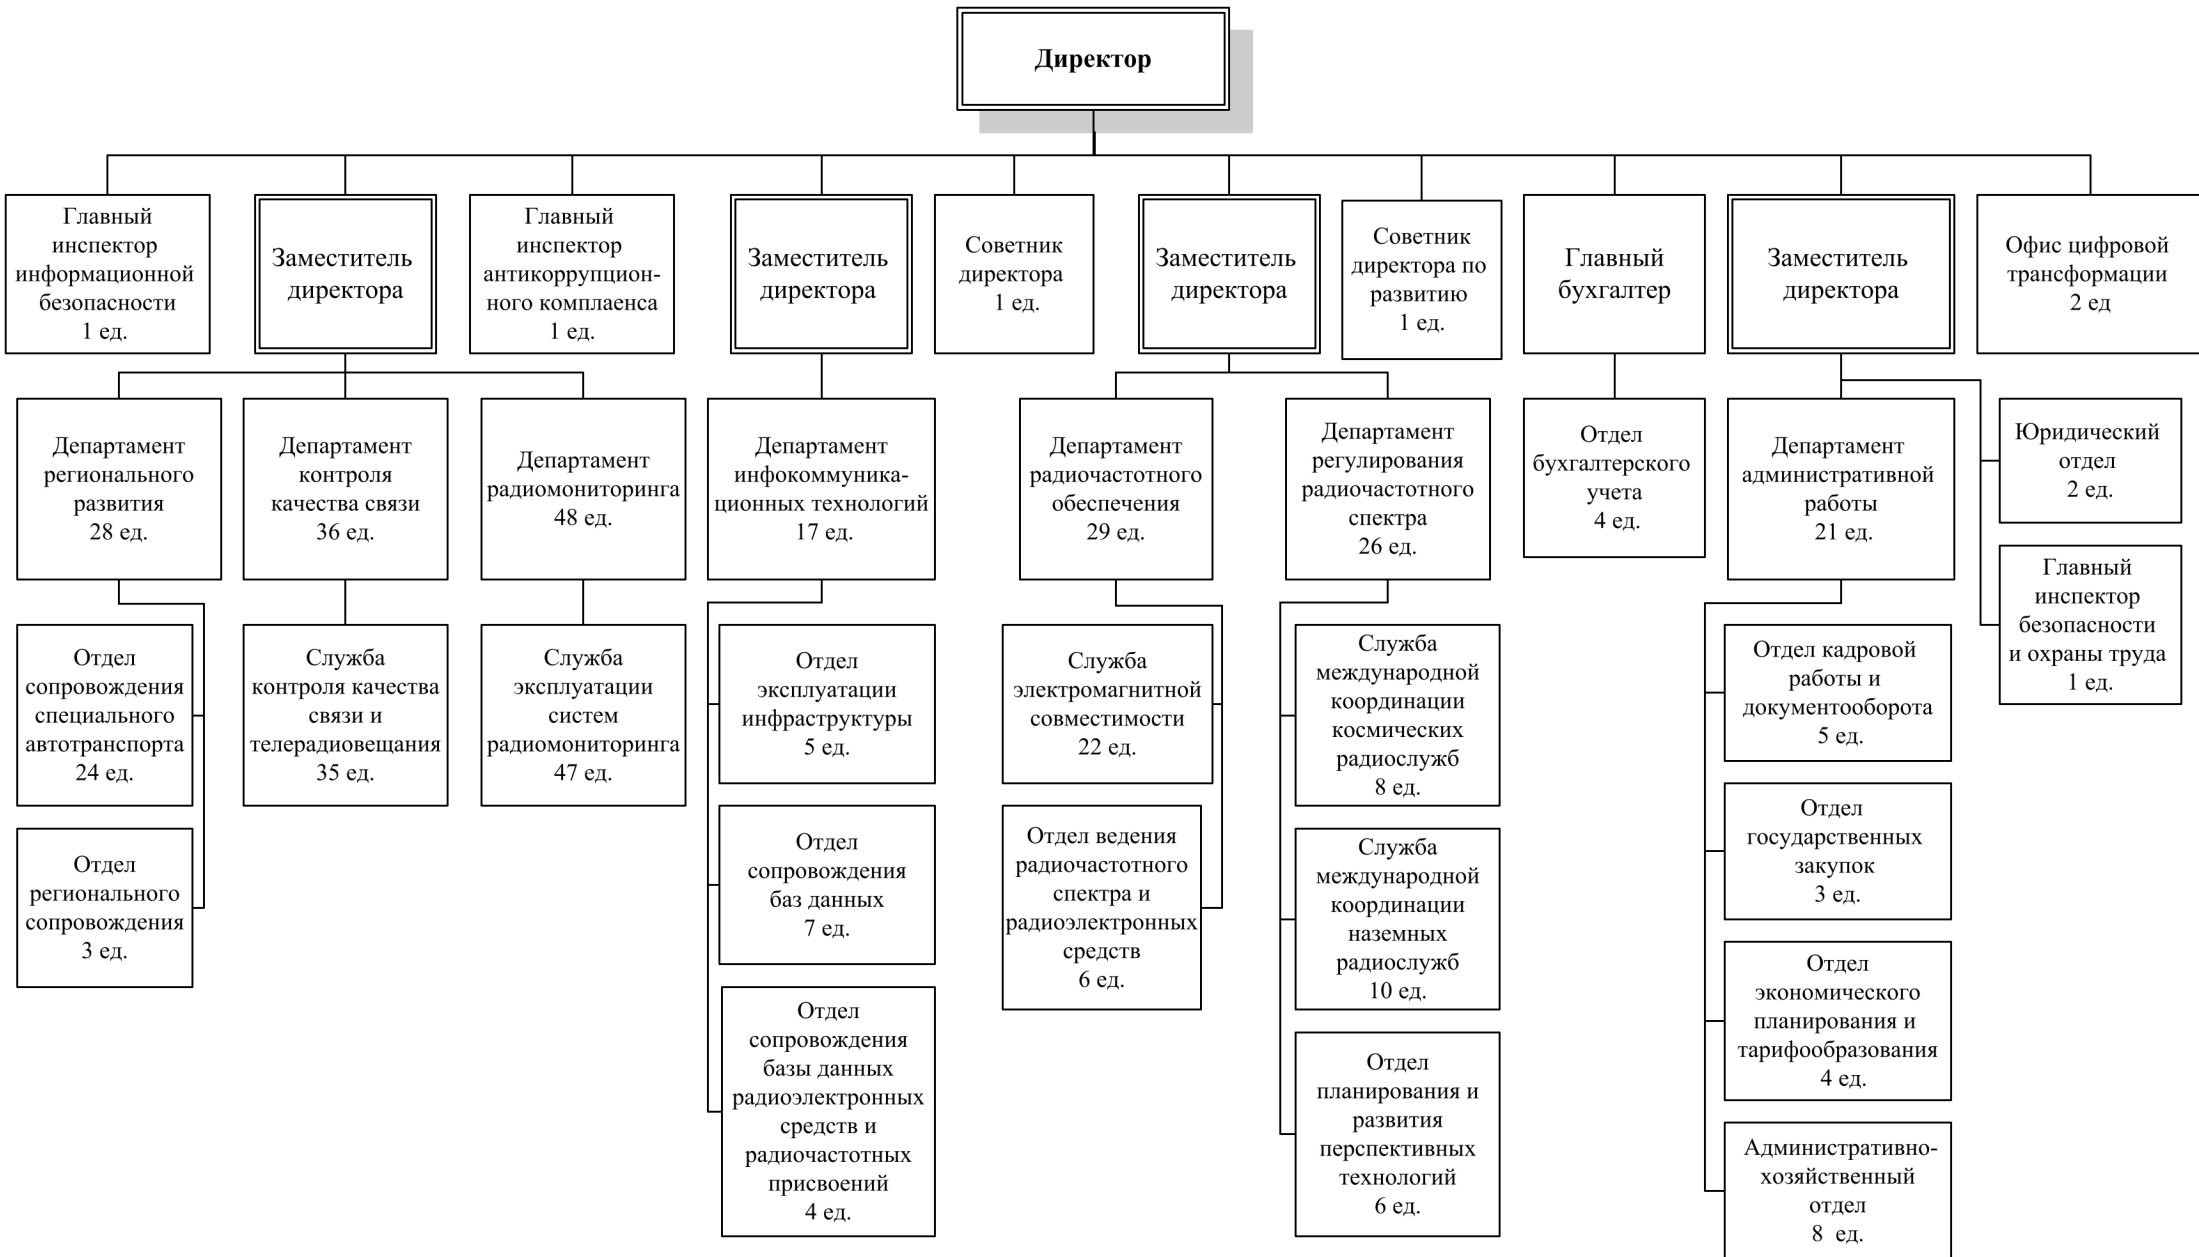 Директор
Главный
инспектор
информационной
безопасности
1 ед.
Заместитель
директора
Главный
инспектор
антикоррупцион-
ного комплаенса
1 ед.
Заместитель
директора
Советник
директора
1 ед.
Заместитель
директора
Советник
директора по
развитию
1 ед.
Главный
бухгалтер
Заместитель
директора
Офис цифровой
трансформации
2 ед
Департамент
регионального
развития
28 ед.
Департамент
контроля
качества связи
36 ед.
Департамент
радиомониторинга
48 ед.
Департамент
инфокоммуника-
ционных технологий
17 ед.
Департамент
радиочастотного
обеспечения
29 ед.
Департамент
регулирования
радиочастотного
спектра
26 ед.
Отдел
бухгалтерского
учета
4 ед.
Департамент
административной
работы
21 ед.
Юридический
отдел
2 ед.
Главный
инспектор
безопасности
и охраны труда
1 ед.
Отдел
сопровождения
специального
автотранспорта
24 ед.
Отдел
регионального
сопровождения
3 ед.
Служба
контроля качества
связи и
телерадиовещания
35 ед.
Служба
эксплуатации
систем
радиомониторинга
47 ед.
Отдел
эксплуатации
инфраструктуры
5 ед.
Отдел
сопровождения
баз данных
7 ед.
Отдел
сопровождения
базы данных
радиоэлектронных
средств и
радиочастотных
присвоений
4 ед.
Служба
электромагнитной
совместимости
22 ед.
Отдел ведения
радиочастотного
спектра и
радиоэлектронных
средств
6 ед.
Служба
международной
координации
космических
радиослужб
8 ед.
Служба
международной
координации
наземных
радиослужб
10 ед.
Отдел
планирования и
развития
перспективных
технологий
6 ед.
Отдел кадровой
работы и
документооборота
5 ед.
Отдел
государственных
закупок
3 ед.
Отдел
экономического
планирования и
тарифообразования
4 ед.
Административно-
хозяйственный
отдел
8 ед.